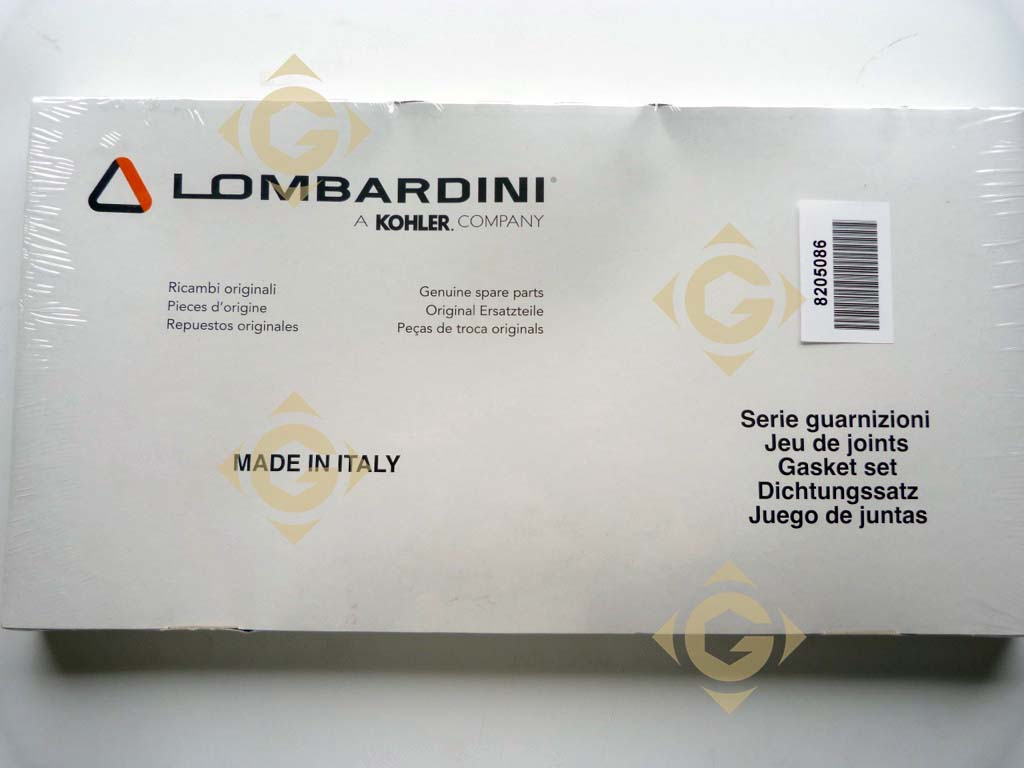 LOMBARDINI®
A KOHLER. COMPANY
Ricambi originali
Pieces d'origine
Repuestos originales
Genuine spare parts
Original Ersatzteile
Peças de troca originals
8205086
MADE IN ITALY
Serie guarnizioni
Jeu de joints
Gasket set
Dichtungssatz
Juego de juntas
G
G
G
G